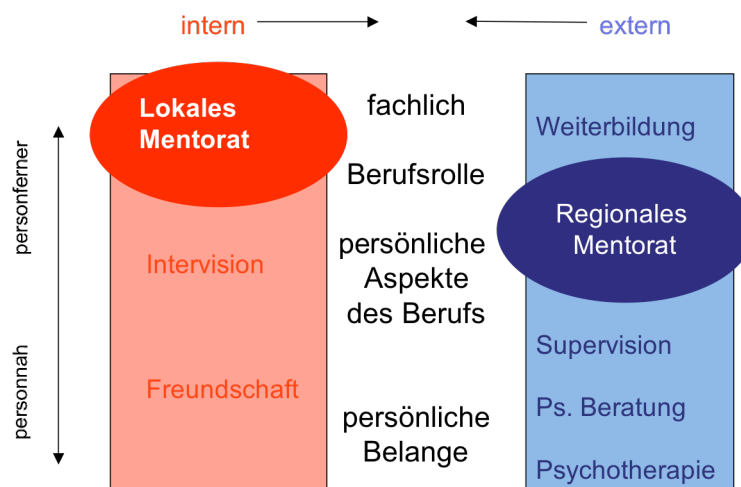 intern
extern
Lokales
Mentorat
fachlich
Weiterbildung
Berufsrolle
Regionales
Mentorat
personferner
persönliche
Aspekte
des Berufs
Intervision
Supervision
Freundschaft
personnah
persönliche
Belange
Ps. Beratung
Psychotherapie